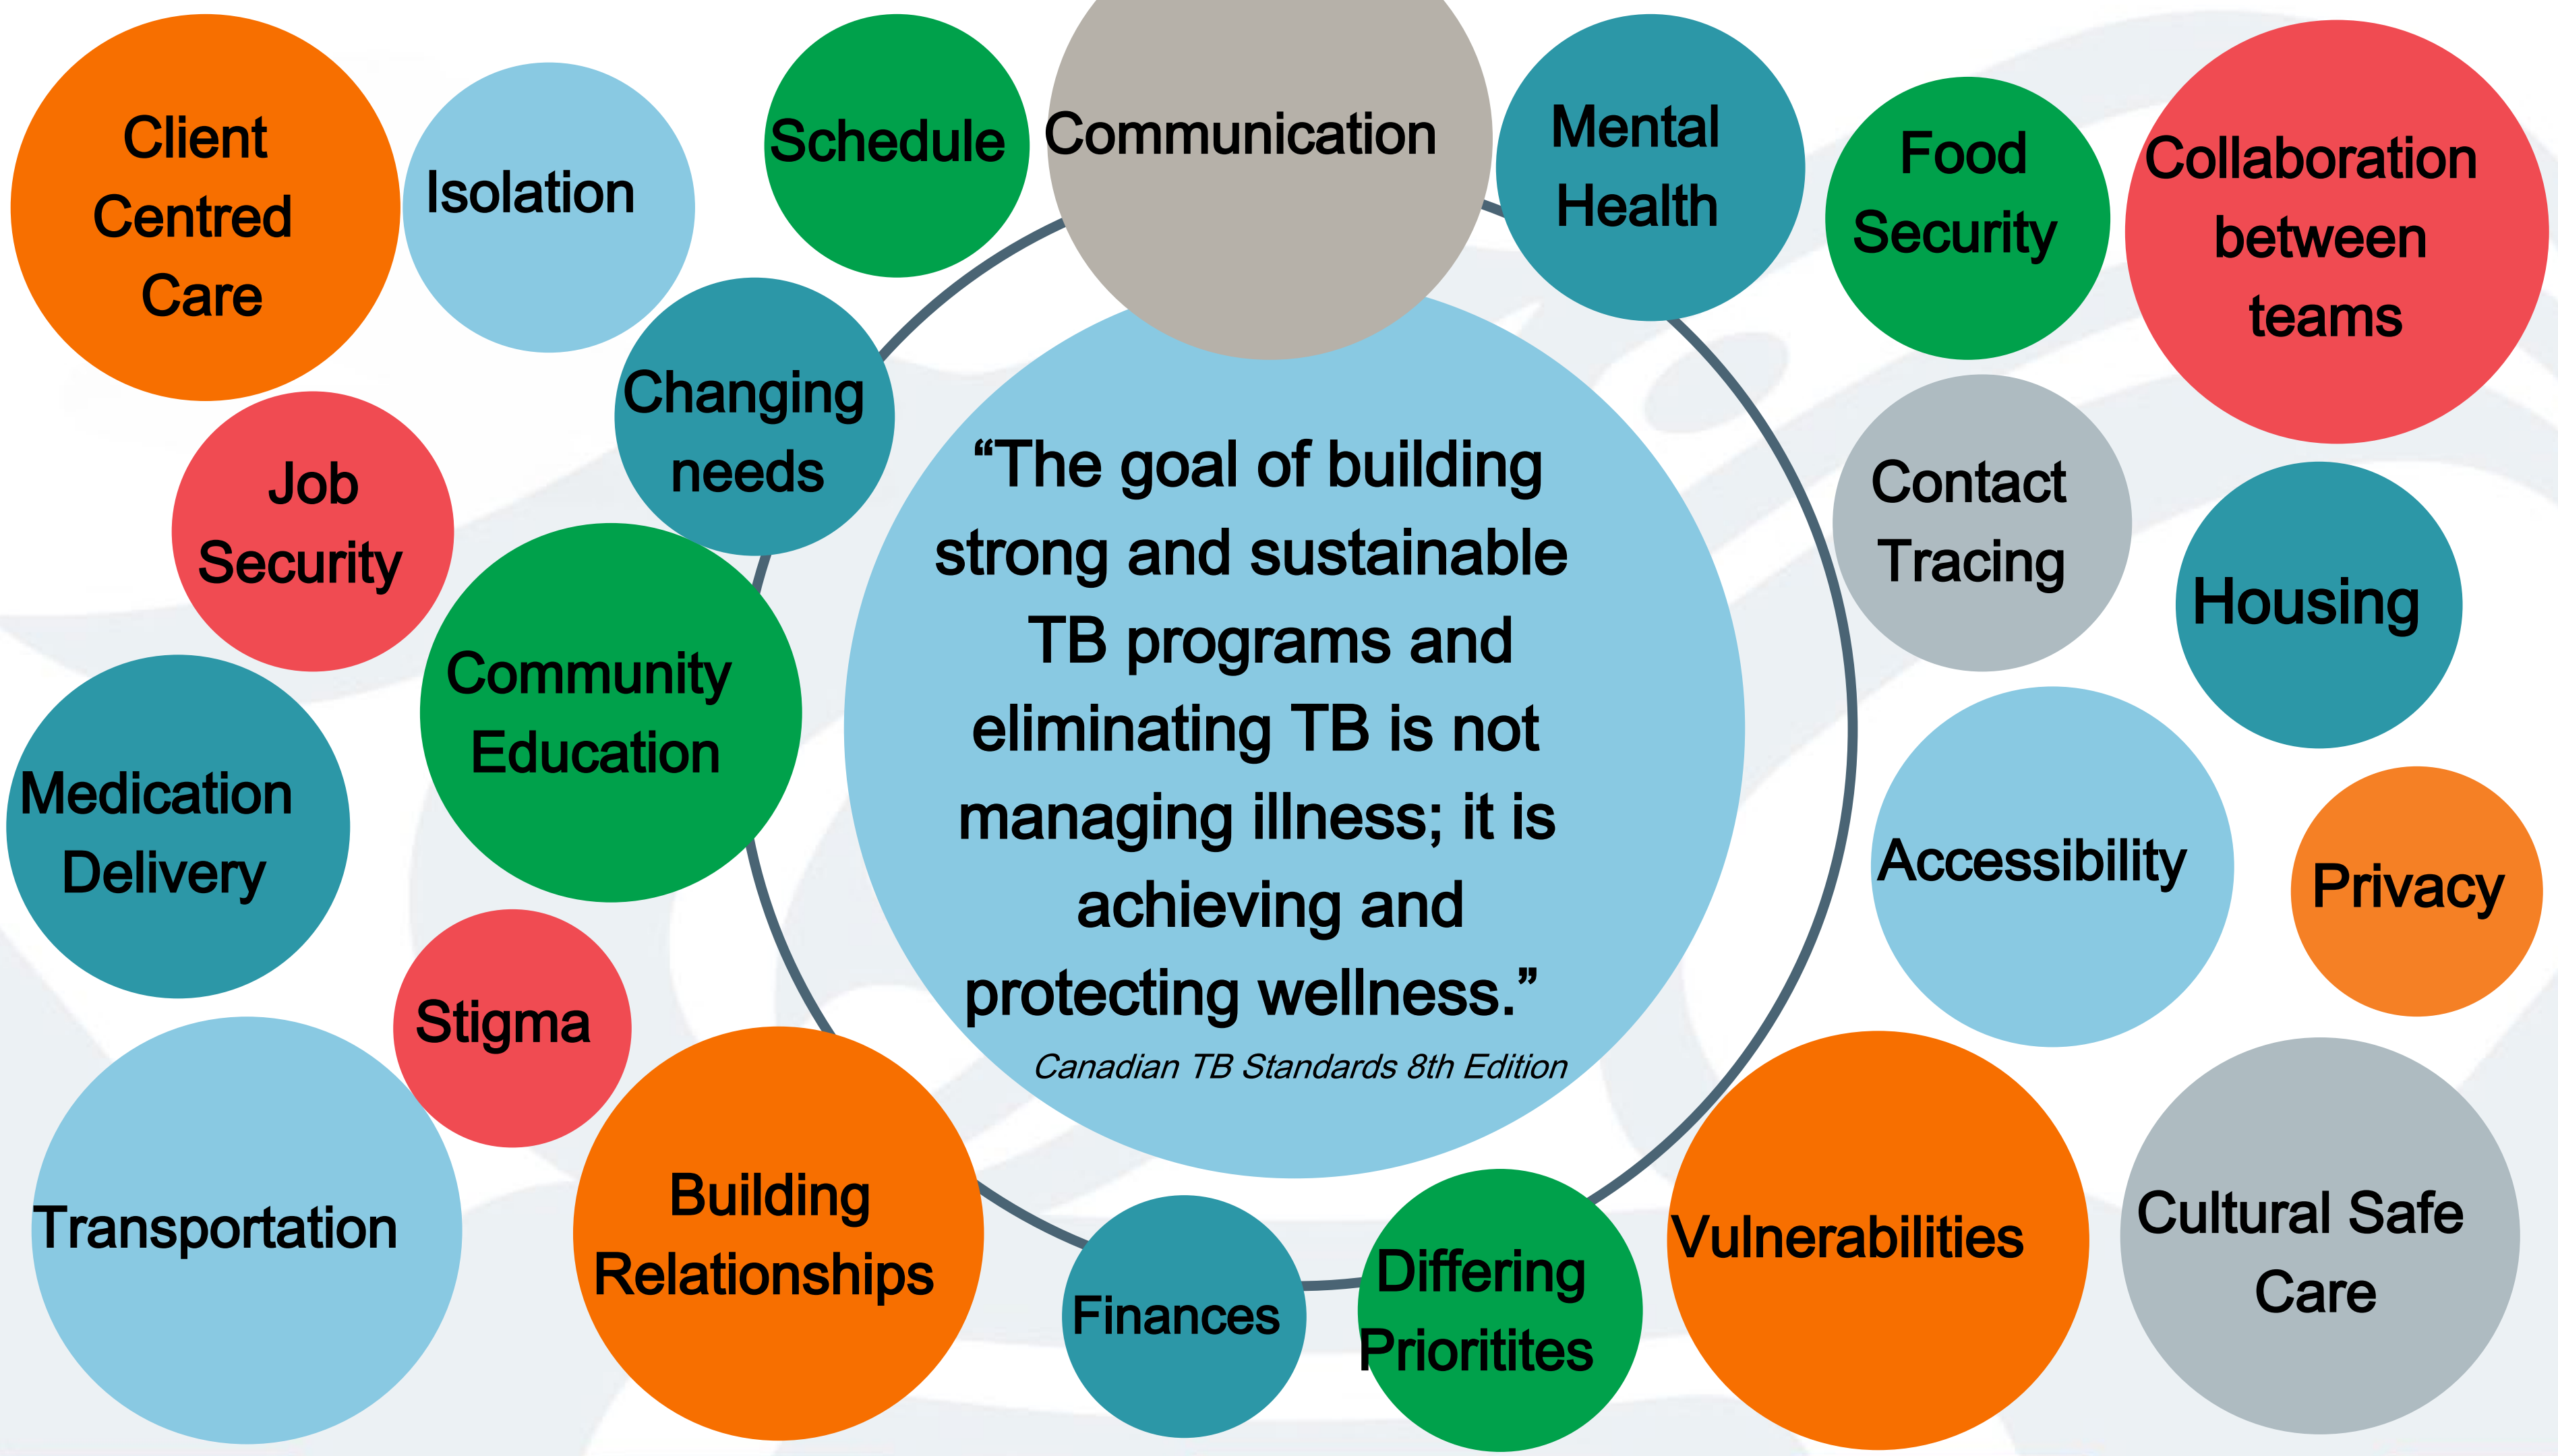 Client
Centred
Care
Isolation
Schedule
Communication
Mental
Health
Food
Security
Collaboration
between
teams
Changing
needs
Job
Security
Contact
Tracing
Housing
Community
Education
Medication
Delivery
“The goal of building
strong and sustainable
TB programs and
eliminating TB is not
managing illness; it is
achieving and
protecting wellness.”
Canadian TB Standards 8th Edition
Accessibility
Privacy
Stigma
Transportation
Building
Relationships
Finances
Differing
Prioritites
Vulnerabilities
Cultural Safe
Care